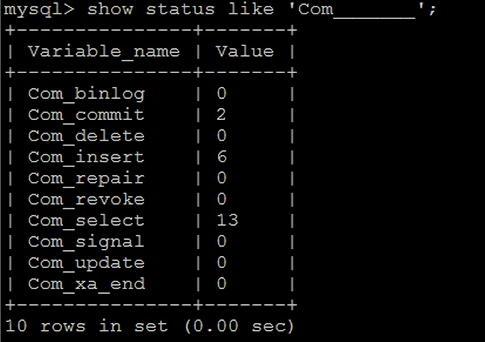 mysql> show status like 'Com_______';
+---------------+-------+
| Variable_name | Value |
+---------------+-------+
| Com_binlog    | 0     |
| Com_commit    | 2     |
| Com_delete    | 0     |
| Com_insert    | 6     |
| Com_repair    | 0     |
| Com_revoke    | 0     |
| Com_select    | 13    |
| Com_signal    | 0     |
| Com_update    | 0     |
| Com_xa_end    | 0     |
+---------------+-------+
10 rows in set (0.00 sec)